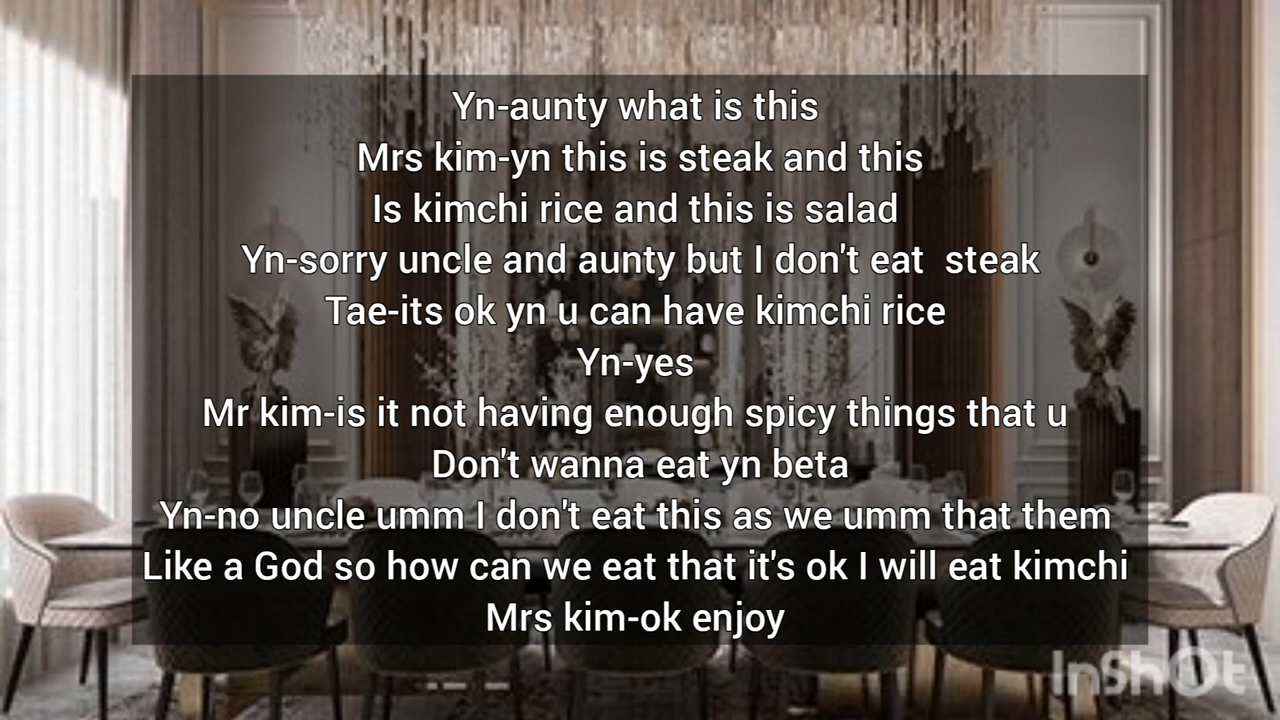 Yn-aunty what is this
Mrs kim-yn this is steak and this
Is kimchi rice and this is salad
Yn-sorry uncle and aunty but I don't eat  steak
Tae-its ok yn u can have kimchi rice
Yn-yes
Mr kim-is it not having enough spicy things that u
Don't wanna eat yn beta
Yn-no uncle umm I don't eat this as we umm that them
Like a God so how can we eat that it's ok I will eat kimchi
Mrs kim-ok enjoy
InShOt